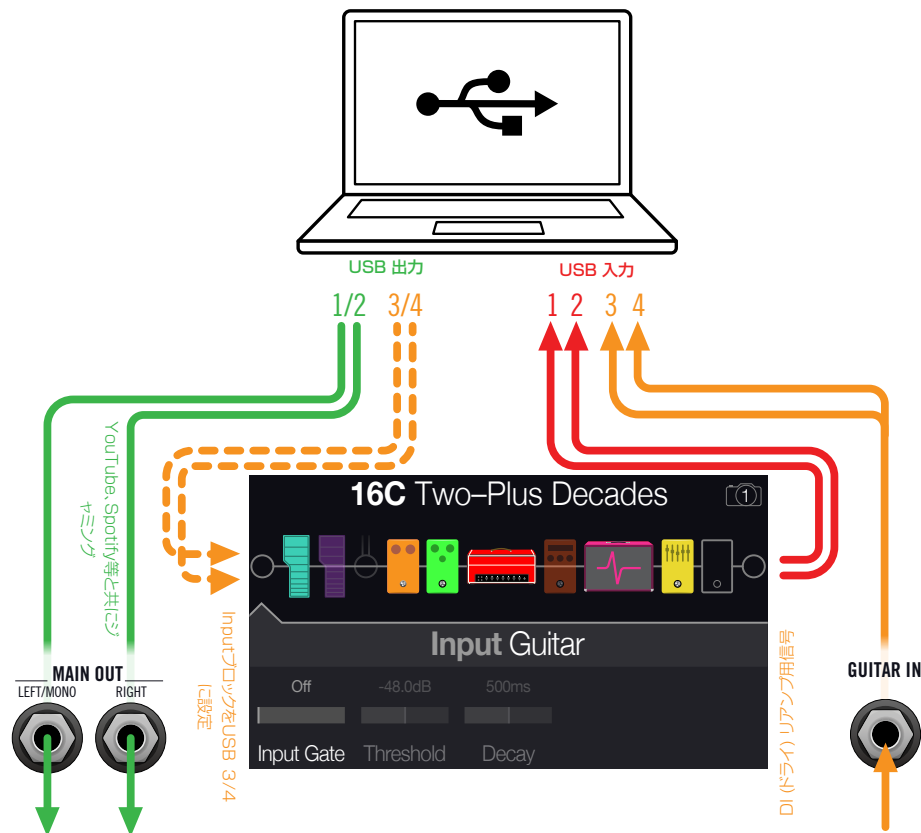 USB 出力
USB 入力
1/2
3/4
1
2
3
4
YouTube、Spotify等と共にジ
ャミング
16C Two–Plus Decades
1
InputブロックをUSB 3/4
に設定
Input Guitar
Off
-48.0dB
500ms
Input Gate
Threshold
Decay
DI (ドライ) リアンプ用信号
MAIN OUT
LEFT/MONO
RIGHT
GUITAR IN